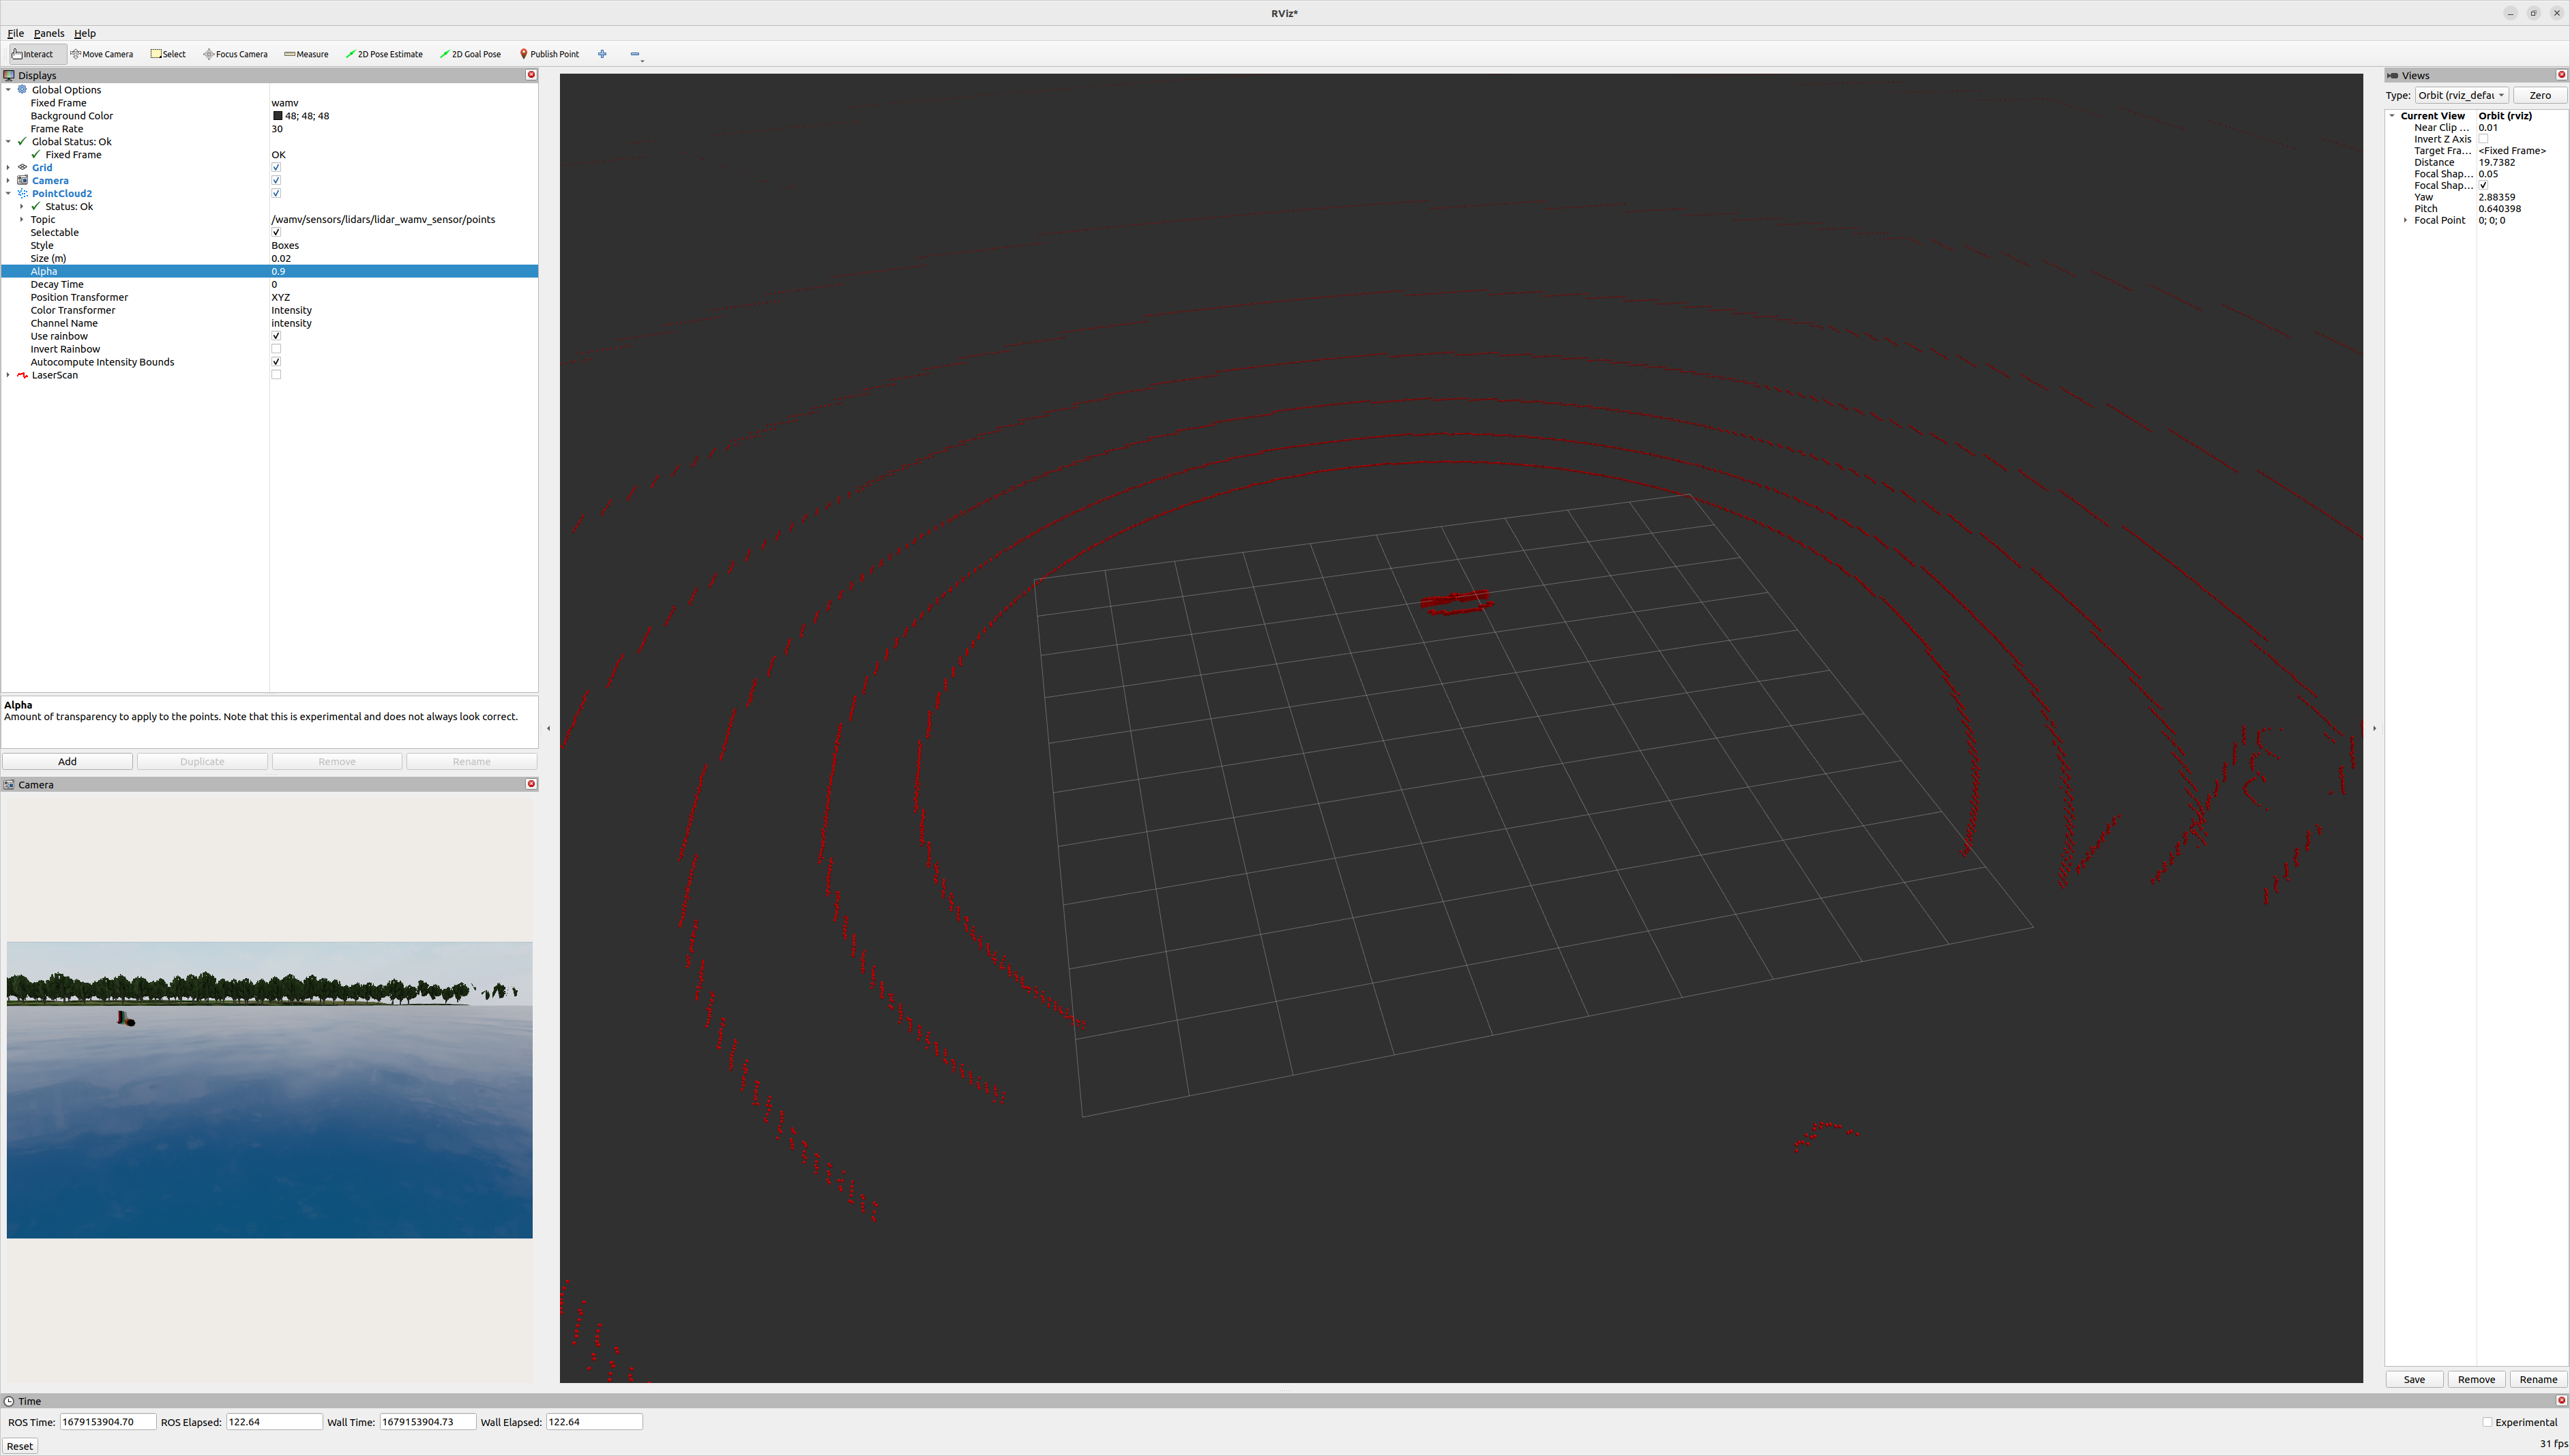 RViz*
File Panels Help
Interact Move Camera Select Focus Camera Measure 2D Pose Estimate 2D Goal Pose Publish Point
Displays
Global Options
Fixed Frame wamv
Background Color 48; 48; 48
Frame Rate 30
Global Status: Ok
Fixed Frame OK
Grid
Camera
PointCloud2
Status: Ok
Topic /wamv/sensors/lidars/lidar_wamv_sensor/points
Selectable
Style Boxes
Size (m) 0.02
Alpha 0.9
Decay Time 0
Position Transformer XYZ
Color Transformer Intensity
Channel Name intensity
Use rainbow
Invert Rainbow
Autocompute Intensity Bounds
LaserScan
Alpha
Amount of transparency to apply to the points. Note that this is experimental and does not always look correct.
Add Duplicate Remove Rename
Camera
Views
Type: Orbit (rviz_defau Zero
Current View Orbit (rviz)
Near Clip ... 0.01
Invert Z Axis
Target Fra... <Fixed Frame>
Distance 19.7382
Focal Shap... 0.05
Focal Shap...
Yaw 2.88359
Pitch 0.640398
Focal Point 0; 0; 0
Save Remove Rename
Time
ROS Time: 1679153904.70 ROS Elapsed: 122.64 Wall Time: 1679153904.73 Wall Elapsed: 122.64 Experimental
Reset 31 fps